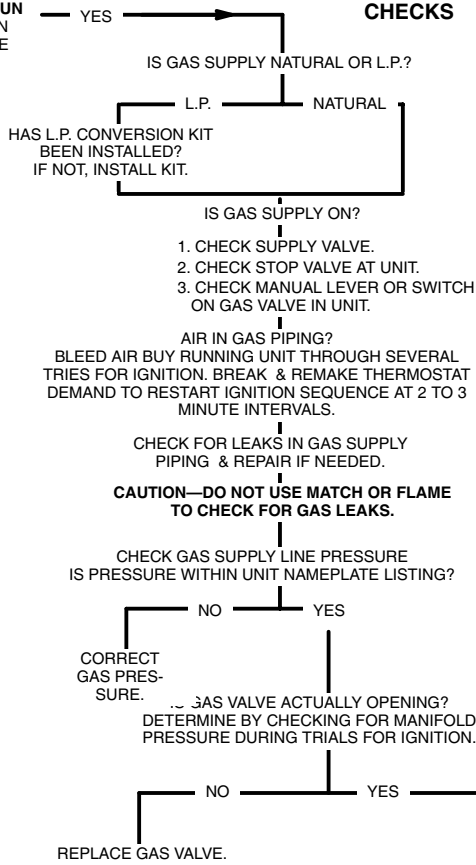 UN
N
E
YES
CHECKS
IS GAS SUPPLY NATURAL OR L.P.?
L.P.
NATURAL
HAS L.P. CONVERSION KIT
BEEN INSTALLED?
IF NOT, INSTALL KIT.
IS GAS SUPPLY ON?
1. CHECK SUPPLY VALVE.
2. CHECK STOP VALVE AT UNIT.
3. CHECK MANUAL LEVER OR SWITCH
ON GAS VALVE IN UNIT.
AIR IN GAS PIPING?
BLEED AIR BUY RUNNING UNIT THROUGH SEVERAL
TRIES FOR IGNITION. BREAK & REMAKE THERMOSTAT
DEMAND TO RESTART IGNITION SEQUENCE AT 2 TO 3
MINUTE INTERVALS.
CHECK FOR LEAKS IN GAS SUPPLY
PIPING & REPAIR IF NEEDED.
CAUTION—DO NOT USE MATCH OR FLAME
TO CHECK FOR GAS LEAKS.
CHECK GAS SUPPLY LINE PRESSURE
IS PRESSURE WITHIN UNIT NAMEPLATE LISTING?
NO
YES
CORRECT
GAS PRES-
SURE.
GAS VALVE ACTUALLY OPENING?
DETERMINE BY CHECKING FOR MANIFOLD
PRESSURE DURING TRIALS FOR IGNITION.
NO
YES
REPLACE GAS VALVE.